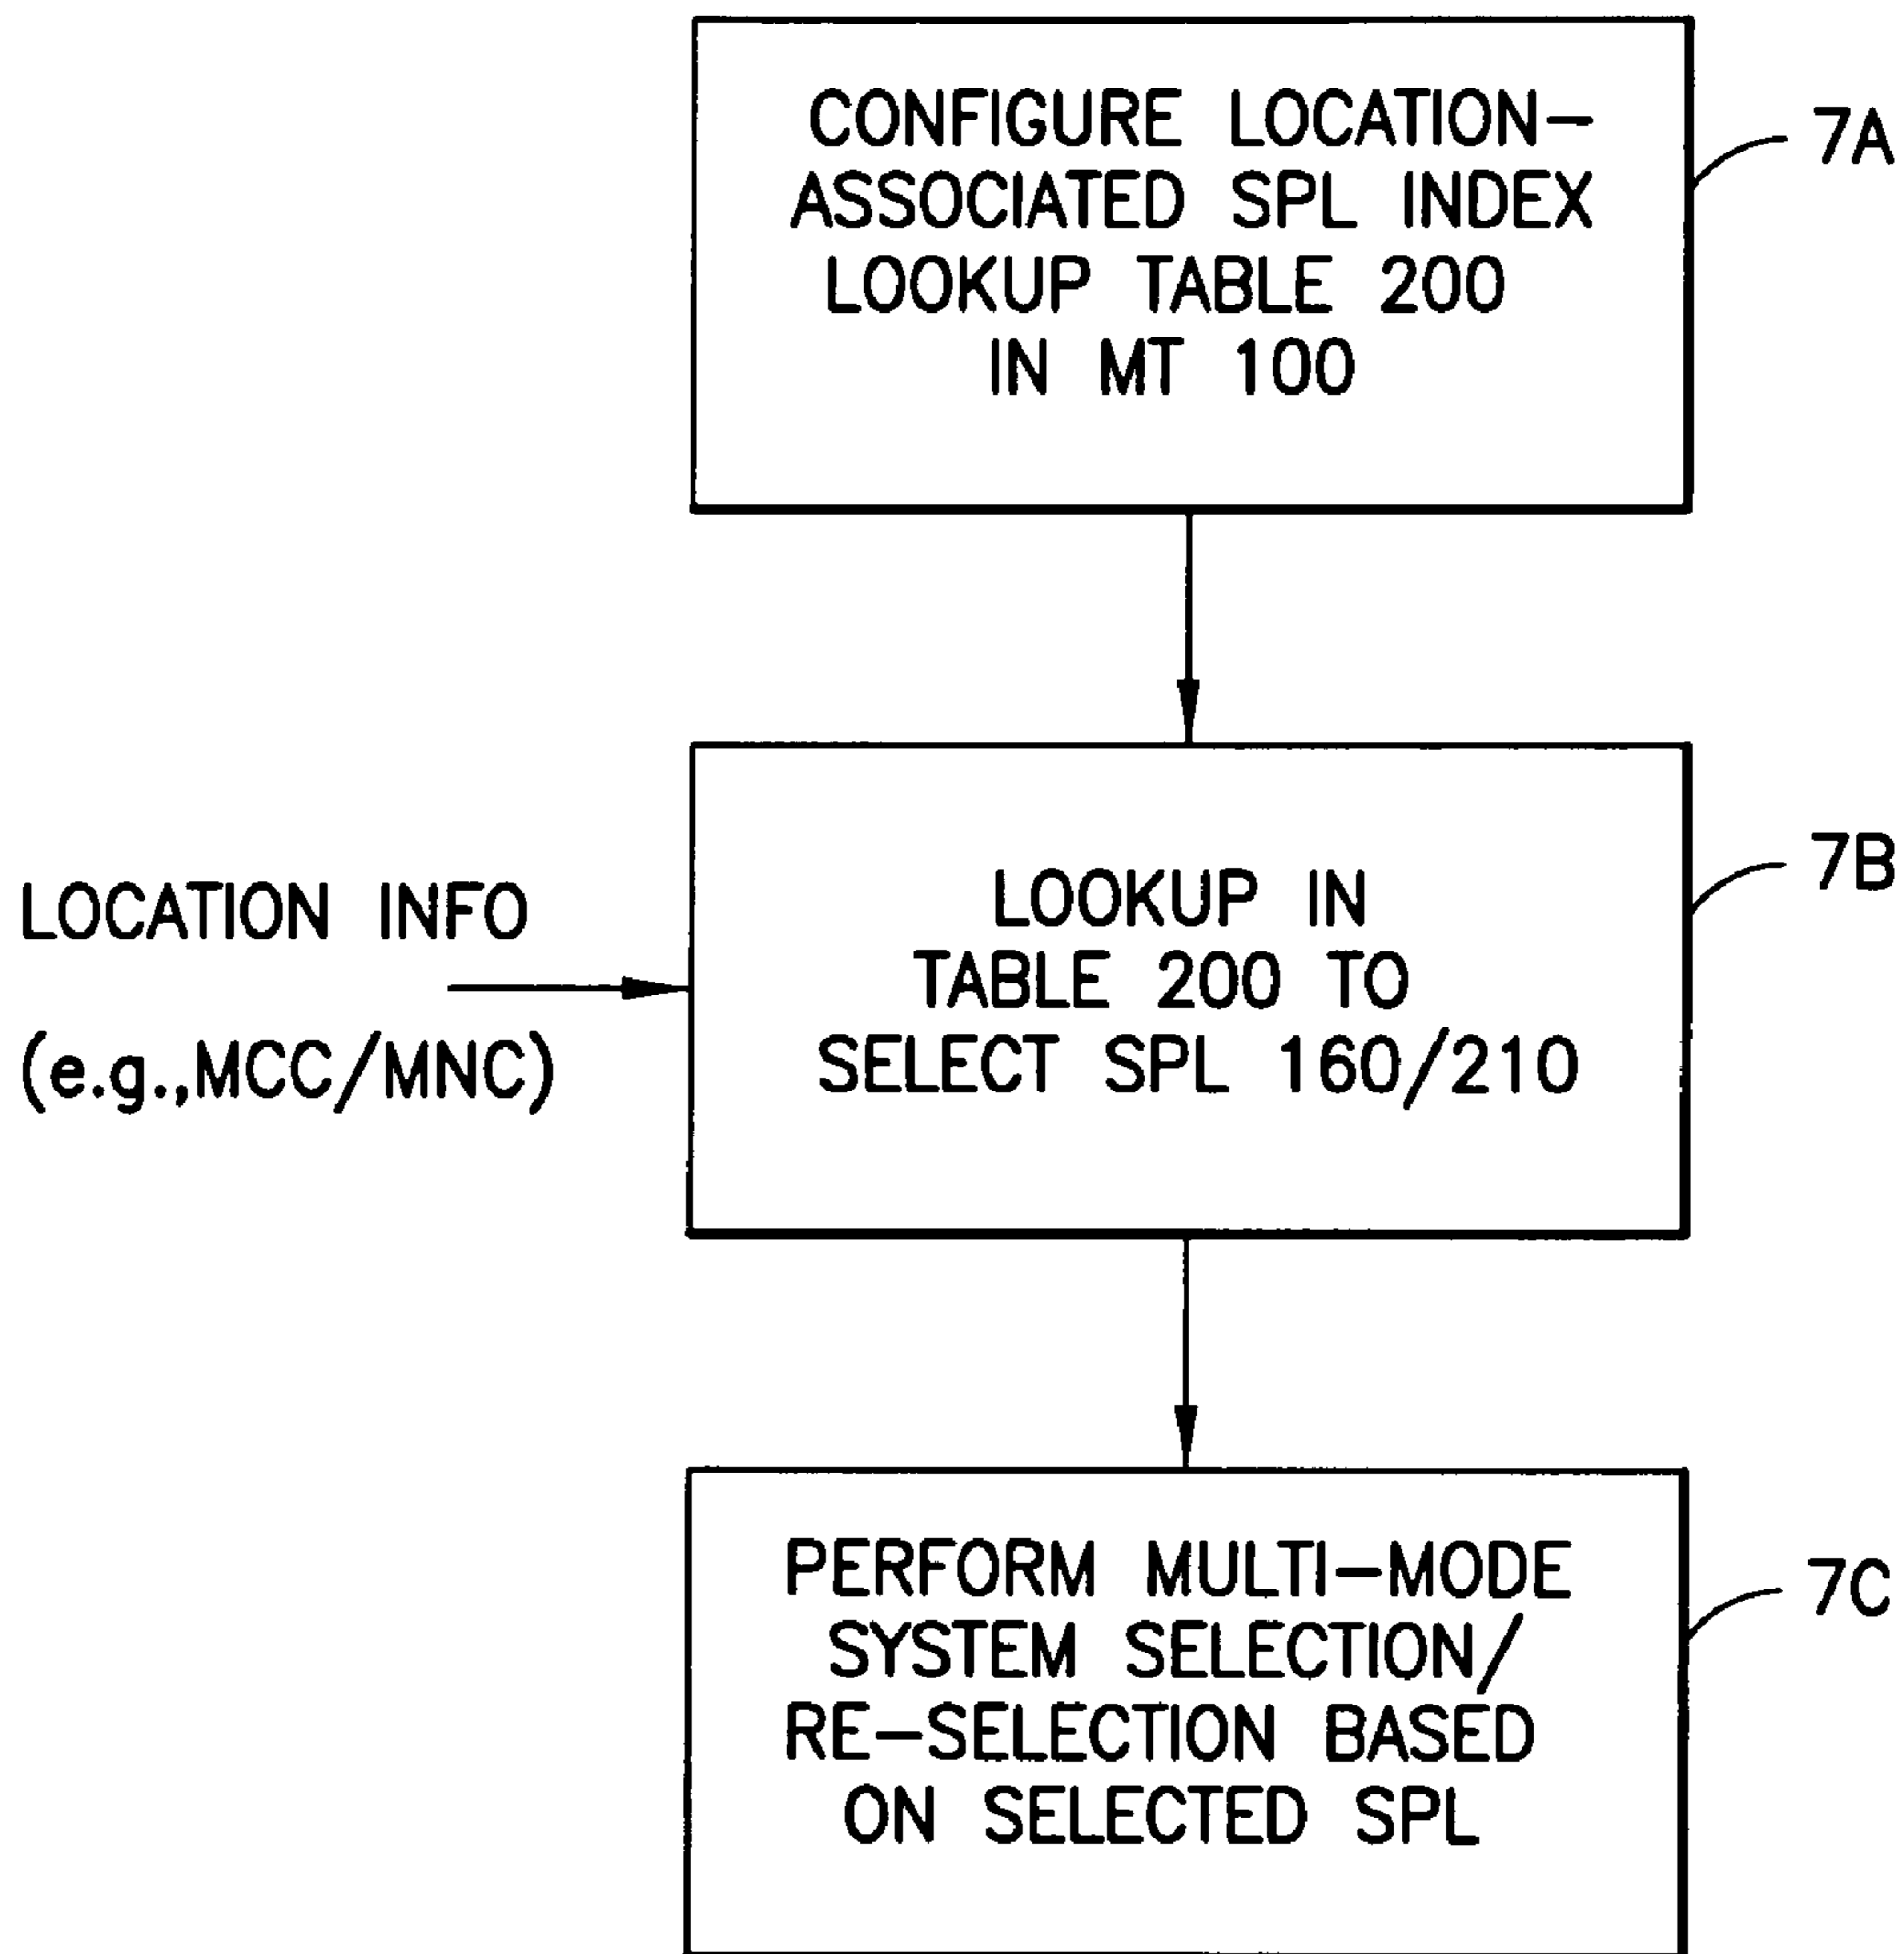 CONFIGURE LOCATION-
ASSOCIATED SPL INDEX
LOOKUP TABLE 200
IN MT 100
7A
LOCATION INFO
(e.g.,MCC/MNC)
LOOKUP IN
TABLE 200 TO
SELECT SPL 160/210
7B
PERFORM MULTI-MODE
SYSTEM SELECTION/
RE-SELECTION BASED
ON SELECTED SPL
7C